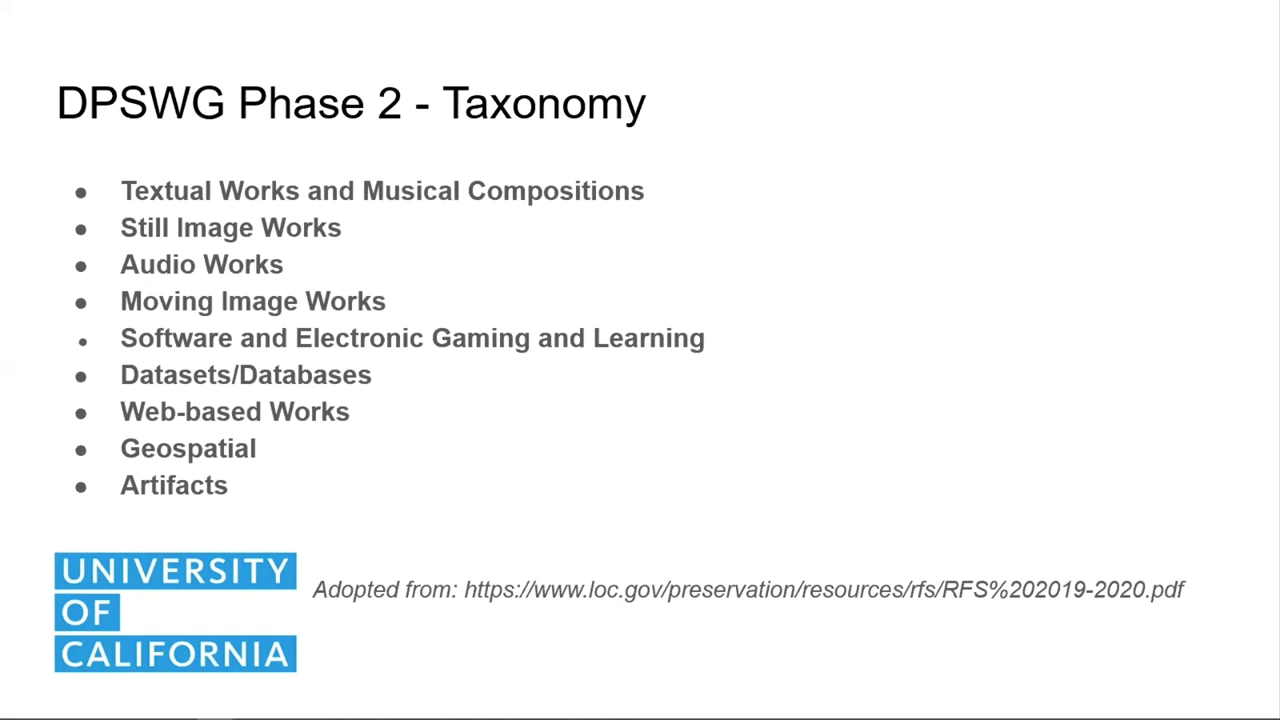 DPSWG Phase 2 - Taxonomy
● Textual Works and Musical Compositions
● Still Image Works
● Audio Works
● Moving Image Works
● Software and Electronic Gaming and Learning
● Datasets/Databases
● Web-based Works
● Geospatial
● Artifacts
UNIVERSITY
OF
CALIFORNIA
Adopted from: https://www.loc.gov/preservation/resources/rfs/RFS%202019-2020.pdf